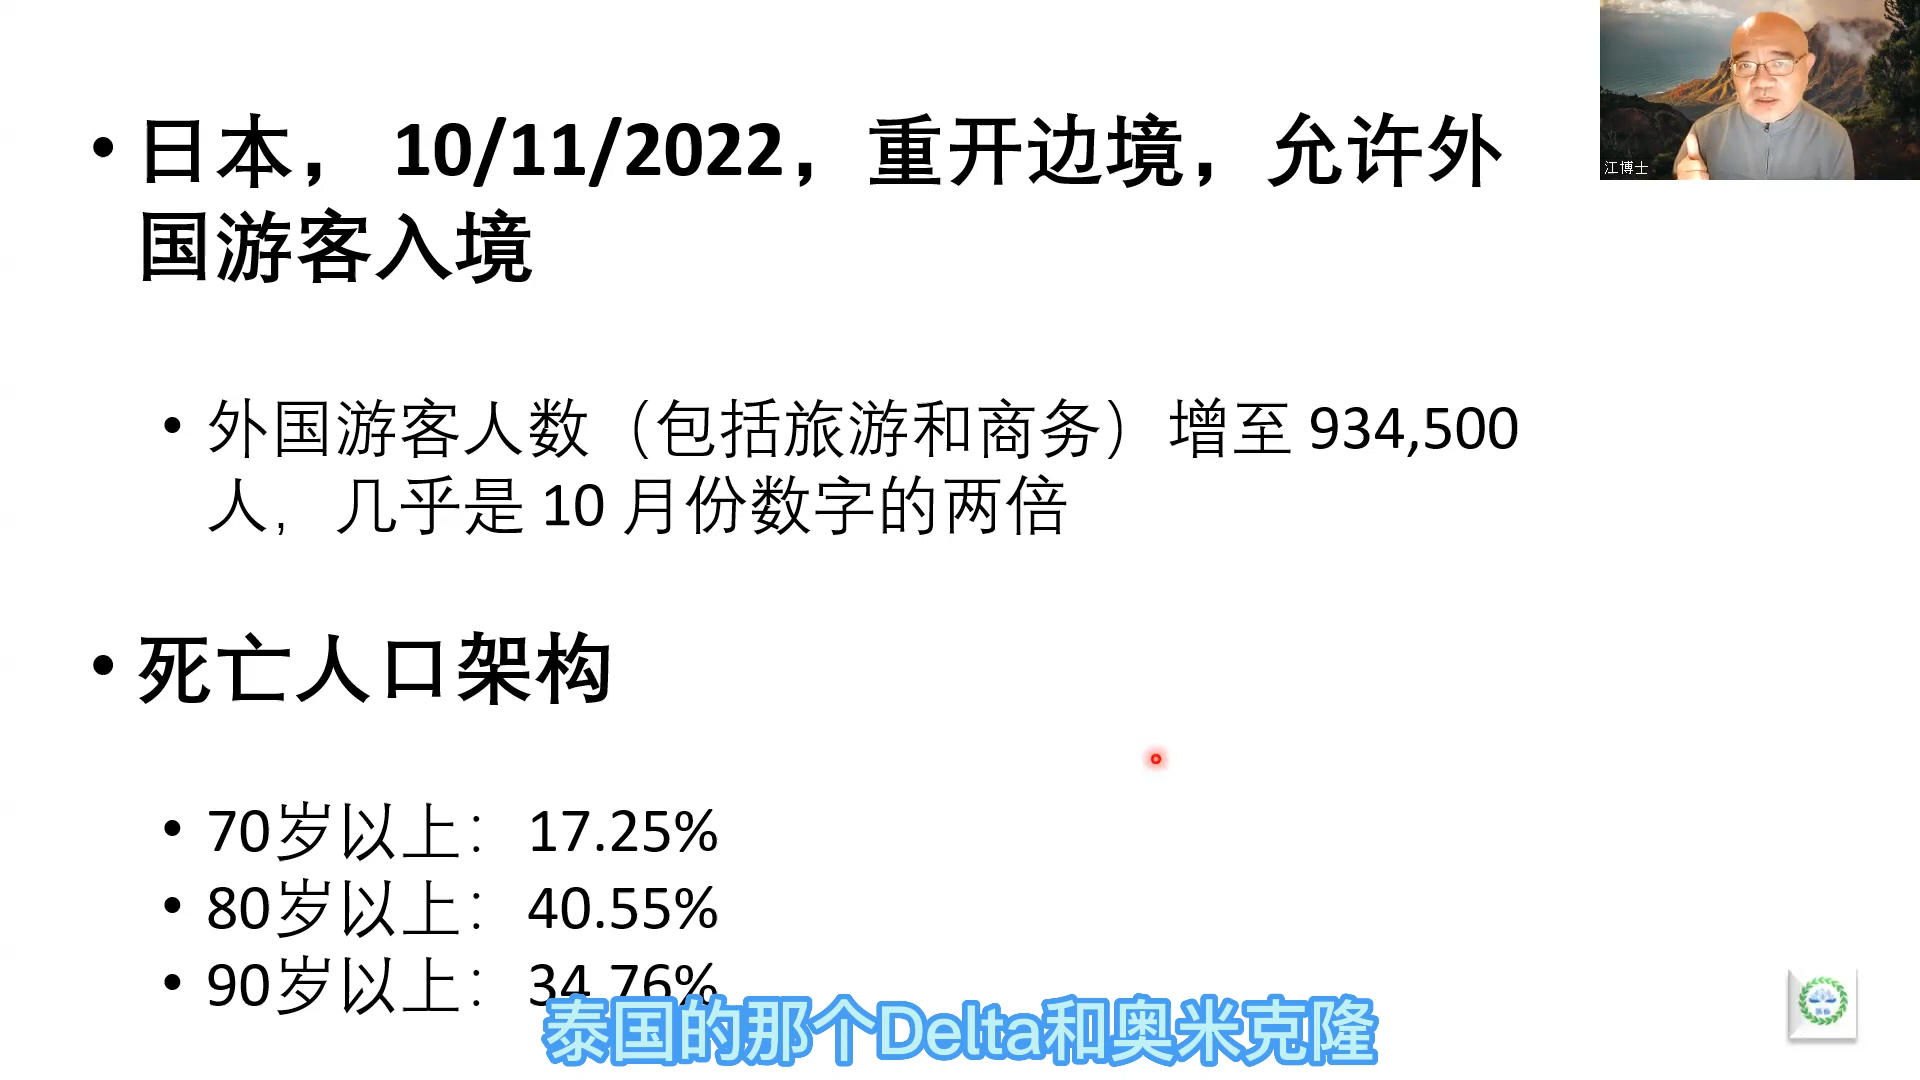 • 日本， 10/11/2022，重开边境，允许外
国游客入境
• 外国游客人数（包括旅游和商务）增至 934,500
人，几乎是 10 月份数字的两倍
• 死亡人口架构
• 70岁以上： 17.25%
• 80岁以上： 40.55%
• 90岁以上： 34.76%
泰国的那个Delta和奥米克隆
江博士